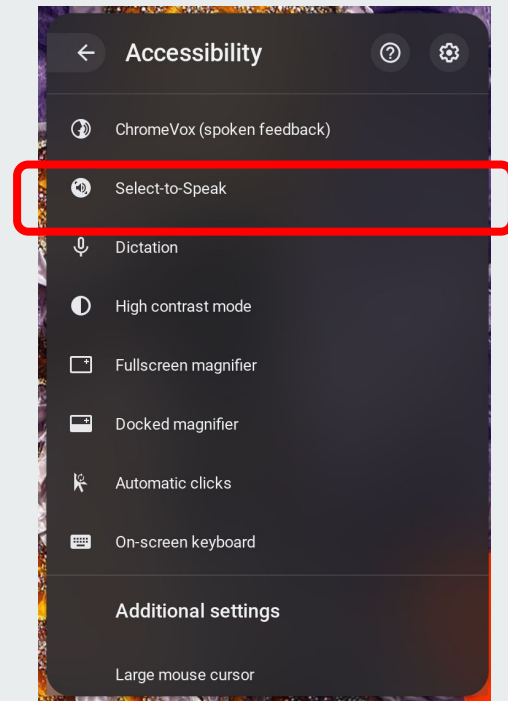 Accessibility
ChromeVox (spoken feedback)
Select-to-Speak
Dictation
High contrast mode
Fullscreen magnifier
Docked magnifier
Automatic clicks
On-screen keyboard
Additional settings
Large mouse cursor